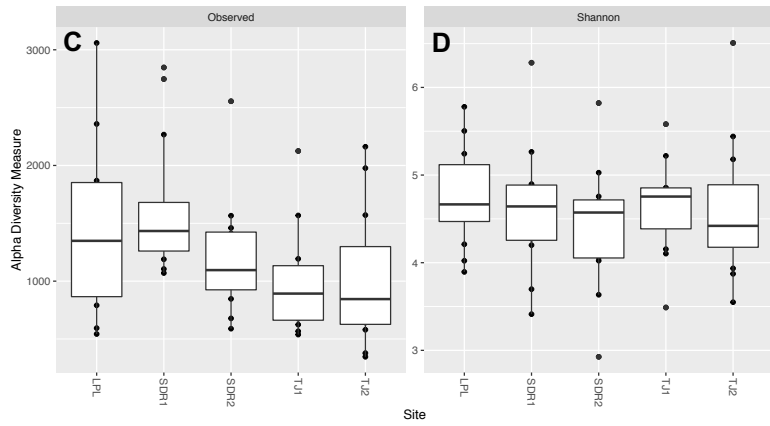 Observed
Shannon
C
D
Alpha Diversity Measure
3000
2000
1000
6
5
4
3
LPL
SDR1
SDR2
TJ1
TJ2
LPL
SDR1
SDR2
TJ1
TJ2
Site